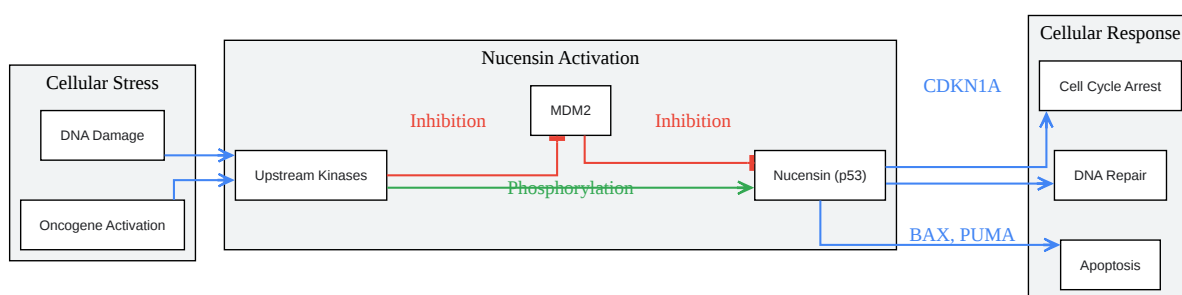 Cellular Stress
DNA Damage
Oncogene Activation
Nucensin Activation
Upstream Kinases
Inhibition
MDM2
Inhibition
Phosphorylation
Nucensin (p53)
CDKN1A
BAX, PUMA
Cellular Response
Cell Cycle Arrest
DNA Repair
Apoptosis